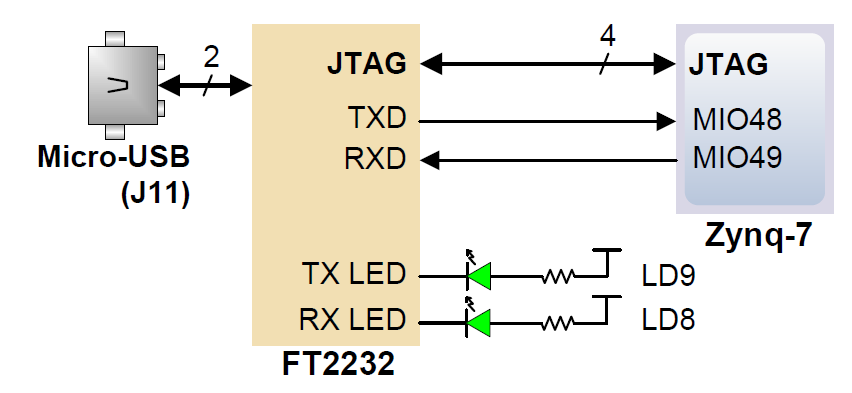 2
4
JTAG
JTAG
TXD
MIO48
RXD
MIO49
Micro-USB
(J11)
Zynq-7
TX LED
LD9
RX LED
LD8
FT2232